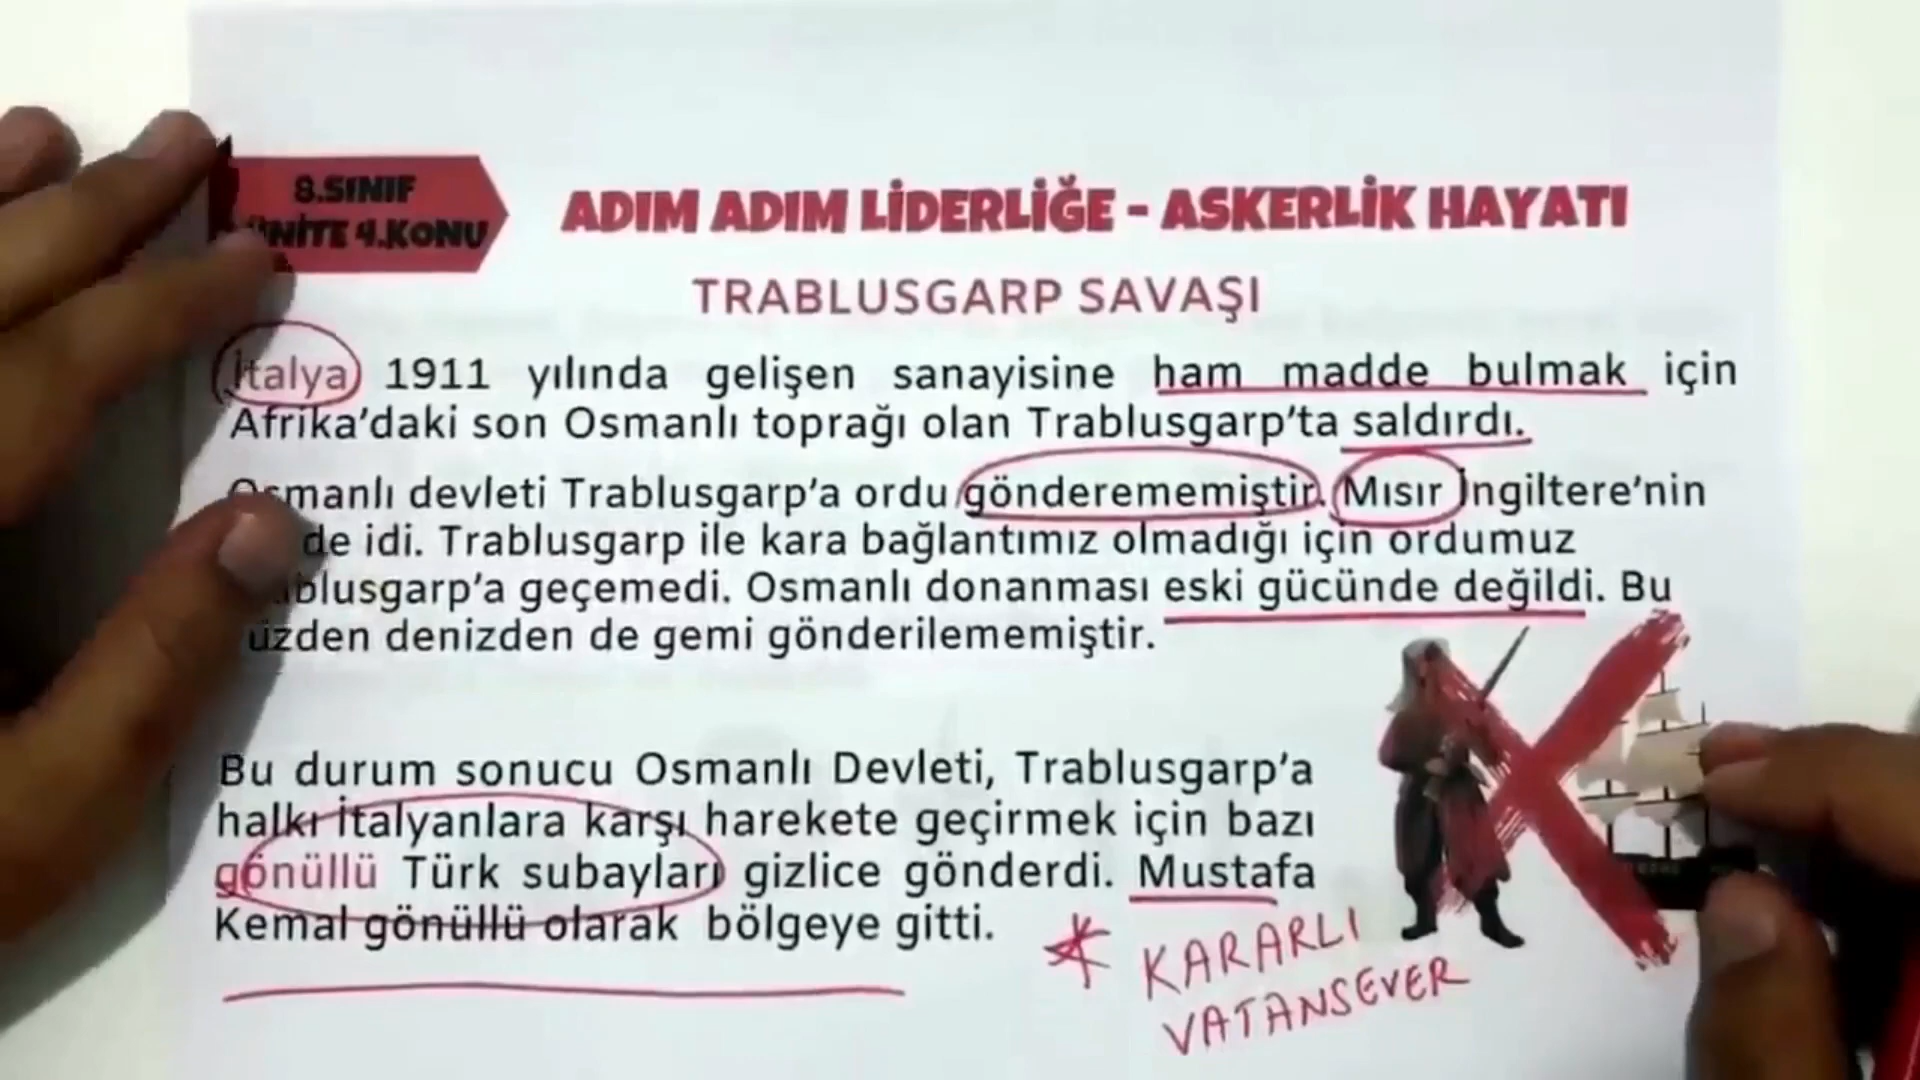 8.SINIF
4.KONU
ADIM ADIM LİDERLİĞE - ASKERLİK HAYATI
TRABLUSGARP SAVAŞI
İtalya 1911 yılında gelişen sanayisine ham madde bulmak için
Afrika’daki son Osmanlı toprağı olan Trablusgarp’ta saldırdı.
Osmanlı devleti Trablusgarp’a ordu gönderememiştir. Mısır İngiltere’nin
de idi. Trablusgarp ile kara bağlantımız olmadığı için ordumuz
blusgarp’a geçemedi. Osmanlı donanması eski gücünde değildi. Bu
üzden denizden de gemi gönderilememiştir.
Bu durum sonucu Osmanlı Devleti, Trablusgarp’a
halkı İtalyanlara karşı harekete geçirmek için bazı
gönüllü Türk subayları gizlice gönderdi. Mustafa
Kemal gönüllü olarak bölgeye gitti.
KARARLI
VATANSEVER